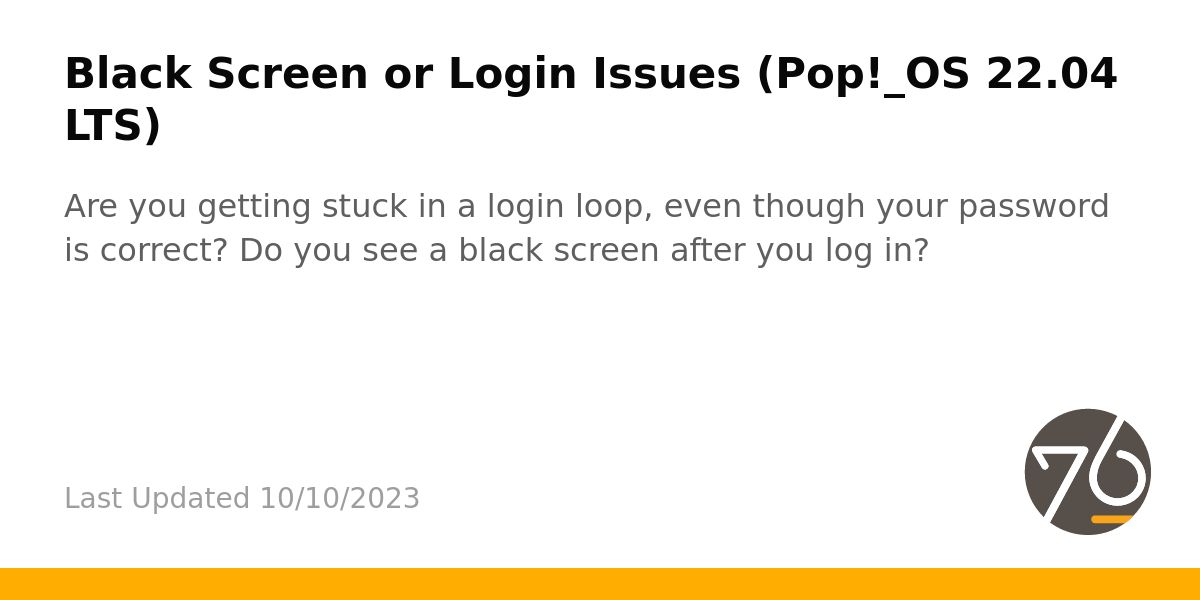 Black Screen or Login Issues (Pop!_OS 22.04
LTS)
Are you getting stuck in a login loop, even though your password
is correct? Do you see a black screen after you log in?
Last Updated 10/10/2023
76